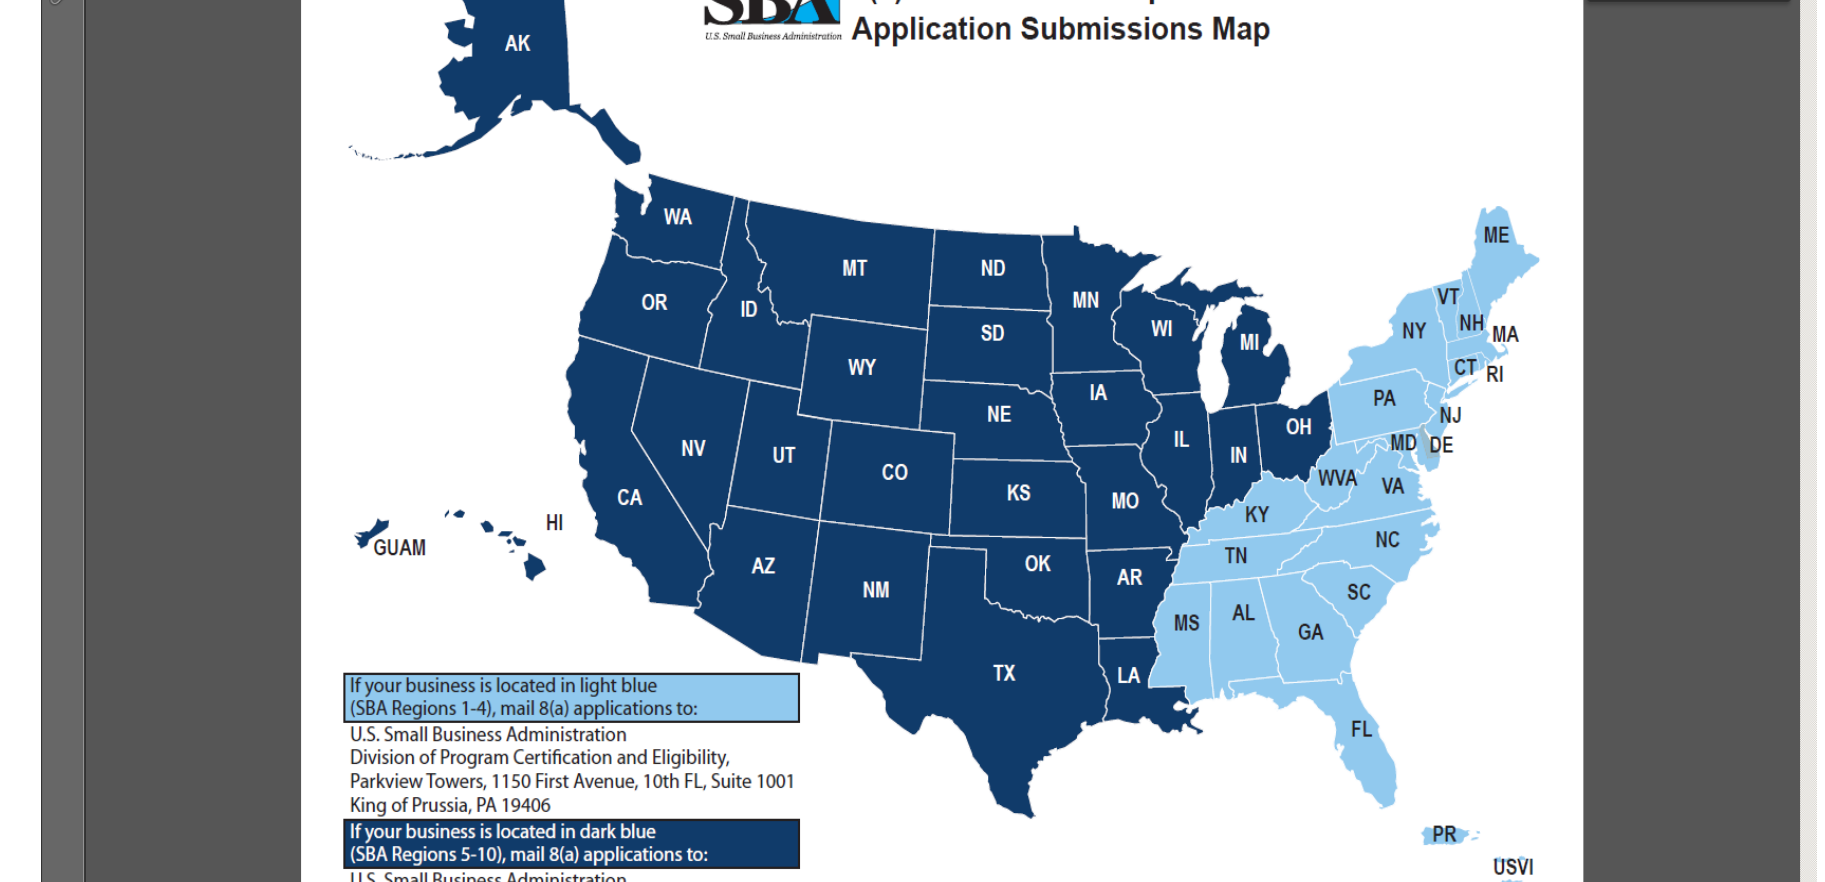 SBA
U.S. Small Business Administration
Application Submissions Map
AK
WA
MT
ND
MN
OR
ID
SD
WI
MI
WY
IA
NE
NV
UT
CO
IL
IN
OH
CA
KS
MO
HI
GUAM
AZ
NM
OK
AR
TX
LA
ME
VT
NH
MA
NY
CT
RI
PA
NJ
MD
DE
WVA
VA
KY
NC
TN
SC
MS
AL
GA
FL
PR
USVI
If your business is located in light blue
(SBA Regions 1-4), mail 8(a) applications to:
U.S. Small Business Administration
Division of Program Certification and Eligibility,
Parkview Towers, 1150 First Avenue, 10th FL, Suite 1001
King of Prussia, PA 19406
If your business is located in dark blue
(SBA Regions 5-10), mail 8(a) applications to:
U.S. Small Business Administration